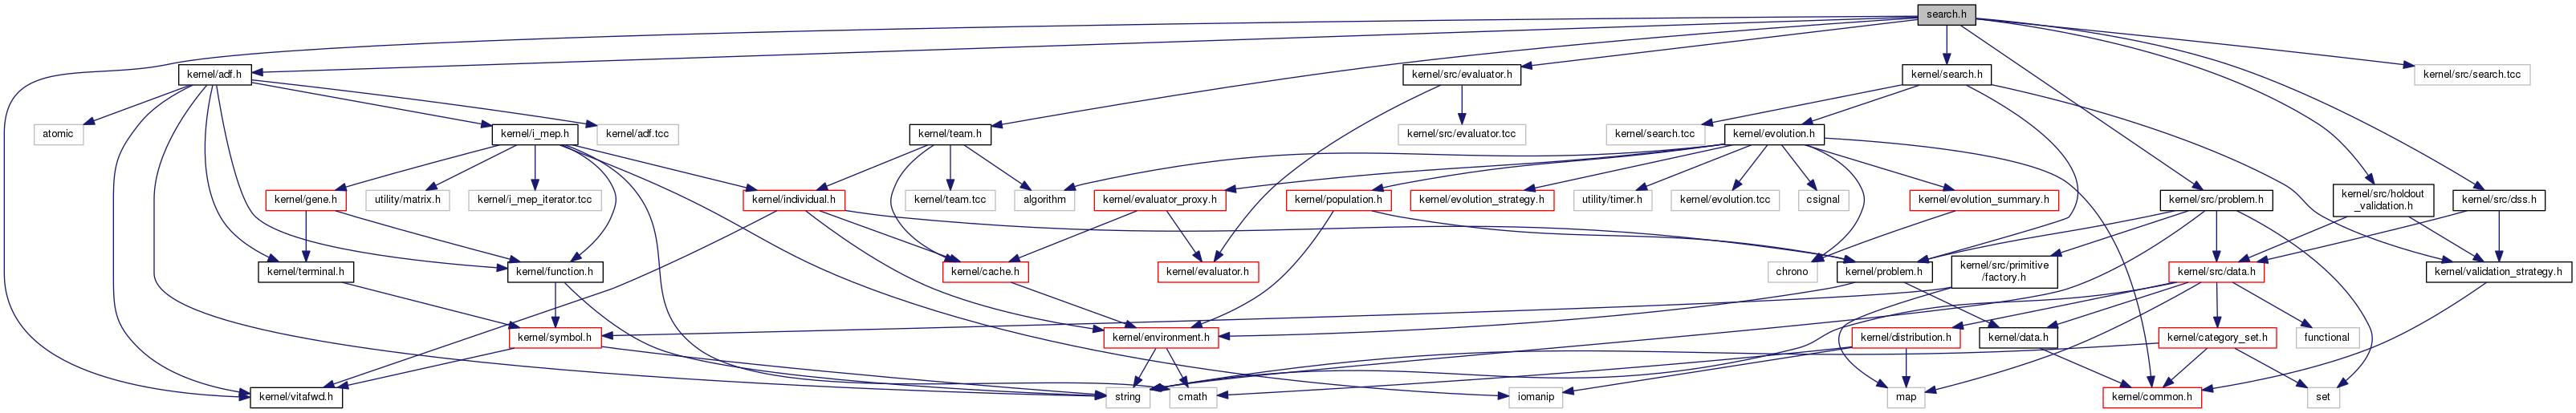 search.h
kernel/adf.h
kernel/src/evaluator.h
kernel/search.h
kernel/src/search.tcc
atomic
kernel/i_mep.h
kernel/adf.tcc
kernel/team.h
kernel/src/evaluator.tcc
kernel/search.tcc
kernel/evolution.h
kernel/gene.h
utility/matrix.h
kernel/i_mep_iterator.tcc
kernel/individual.h
kernel/team.tcc
algorithm
kernel/evaluator_proxy.h
kernel/population.h
kernel/evolution_strategy.h
utility/timer.h
kernel/evolution.tcc
csignal
kernel/evolution_summary.h
kernel/src/problem.h
kernel/src/holdout
_validation.h
kernel/src/dss.h
kernel/terminal.h
kernel/function.h
kernel/cache.h
kernel/evaluator.h
chrono
kernel/problem.h
kernel/src/primitive
/factory.h
kernel/src/data.h
kernel/validation_strategy.h
kernel/symbol.h
kernel/environment.h
kernel/distribution.h
kernel/data.h
kernel/category_set.h
functional
kernel/vitafwd.h
string
cmath
iomanip
map
kernel/common.h
set